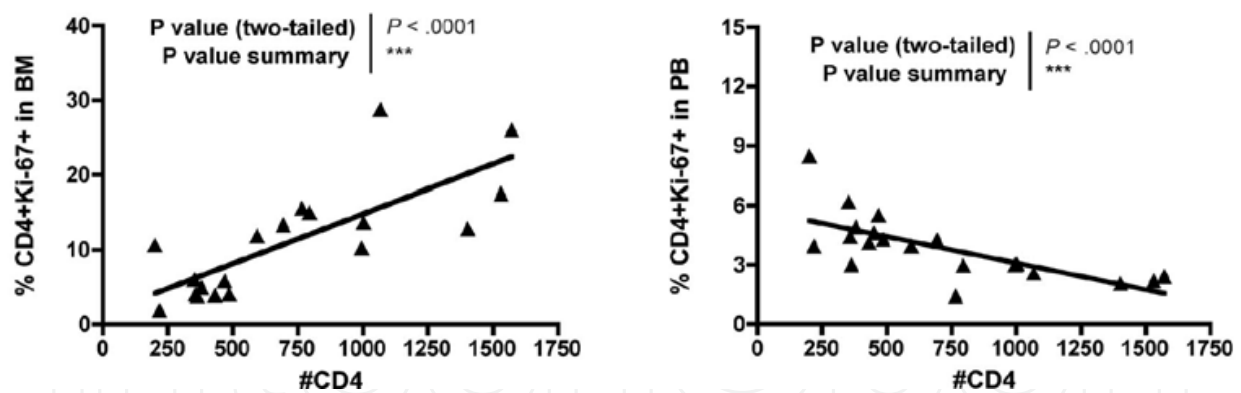 P value (two-tailed) P < .0001
P value summary ***
% CD4+Ki-67+ in BM
40
30
20
10
0
0 250 500 750 1000 1250 1500 1750
#CD4
P value (two-tailed) P < .0001
P value summary ***
% CD4+Ki-67+ in PB
15
12
9
6
3
0
0 250 500 750 1000 1250 1500 1750
#CD4